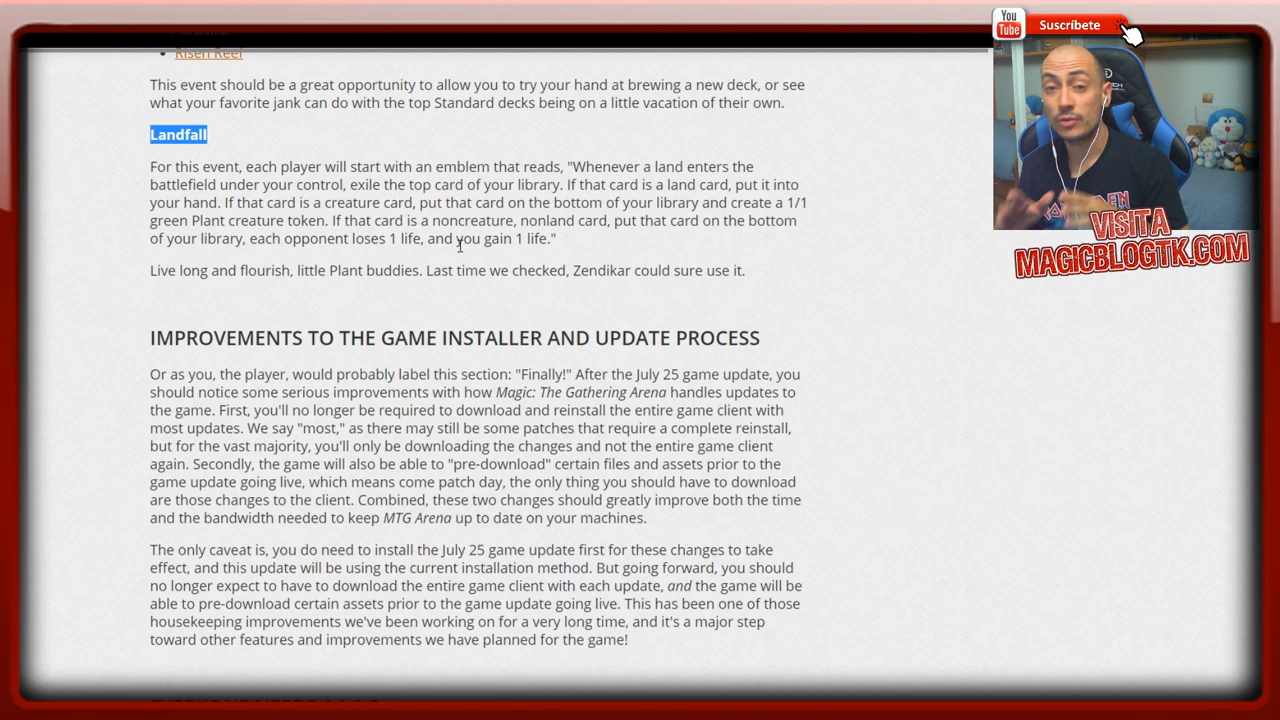 You
Tube
Suscríbete
Risen Reef
This event should be a great opportunity to allow you to try your hand at brewing a new deck, or see
what your favorite jank can do with the top Standard decks being on a little vacation of their own.
Landfall
For this event, each player will start with an emblem that reads, "Whenever a land enters the
battlefield under your control, exile the top card of your library. If that card is a land card, put it into
your hand. If that card is a creature card, put that card on the bottom of your library and create a 1/1
green Plant creature token. If that card is a noncreature, nonland card, put that card on the bottom
of your library, each opponent loses 1 life, and you gain 1 life."
Live long and flourish, little Plant buddies. Last time we checked, Zendikar could sure use it.
IRON MAIDEN
VISITA
MAGICBLOGTK.COM
IMPROVEMENTS TO THE GAME INSTALLER AND UPDATE PROCESS
Or as you, the player, would probably label this section: "Finally!" After the July 25 game update, you
should notice some serious improvements with how Magic: The Gathering Arena handles updates to
the game. First, you'll no longer be required to download and reinstall the entire game client with
most updates. We say "most," as there may still be some patches that require a complete reinstall,
but for the vast majority, you'll only be downloading the changes and not the entire game client
again. Secondly, the game will also be able to "pre-download" certain files and assets prior to the
game update going live, which means come patch day, the only thing you should have to download
are those changes to the client. Combined, these two changes should greatly improve both the time
and the bandwidth needed to keep MTG Arena up to date on your machines.
The only caveat is, you do need to install the July 25 game update first for these changes to take
effect, and this update will be using the current installation method. But going forward, you should
no longer expect to have to download the entire game client with each update, and the game will be
able to pre-download certain assets prior to the game update going live. This has been one of those
housekeeping improvements we've been working on for a very long time, and it's a major step
toward other features and improvements we have planned for the game!